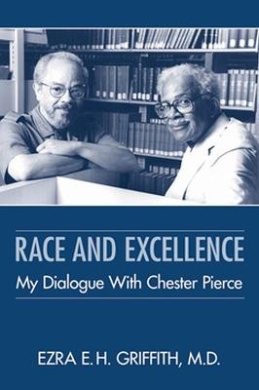 RACE AND EXCELLENCE
My Dialogue With Chester Pierce
EZRA E. H. GRIFFITH, M.D.